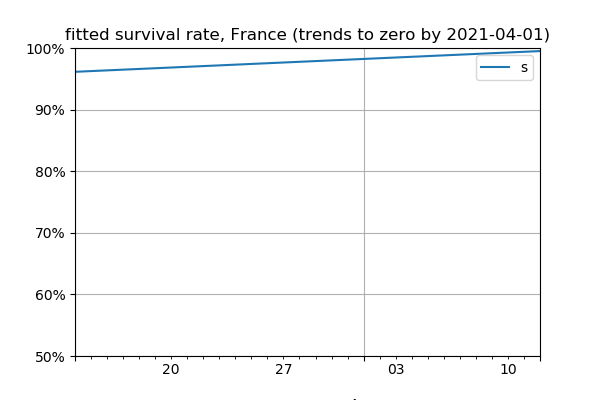 fitted survival rate, France (trends to zero by 2021-04-01)
100%
s
90%
80%
70%
60%
50%
20 27 03 10